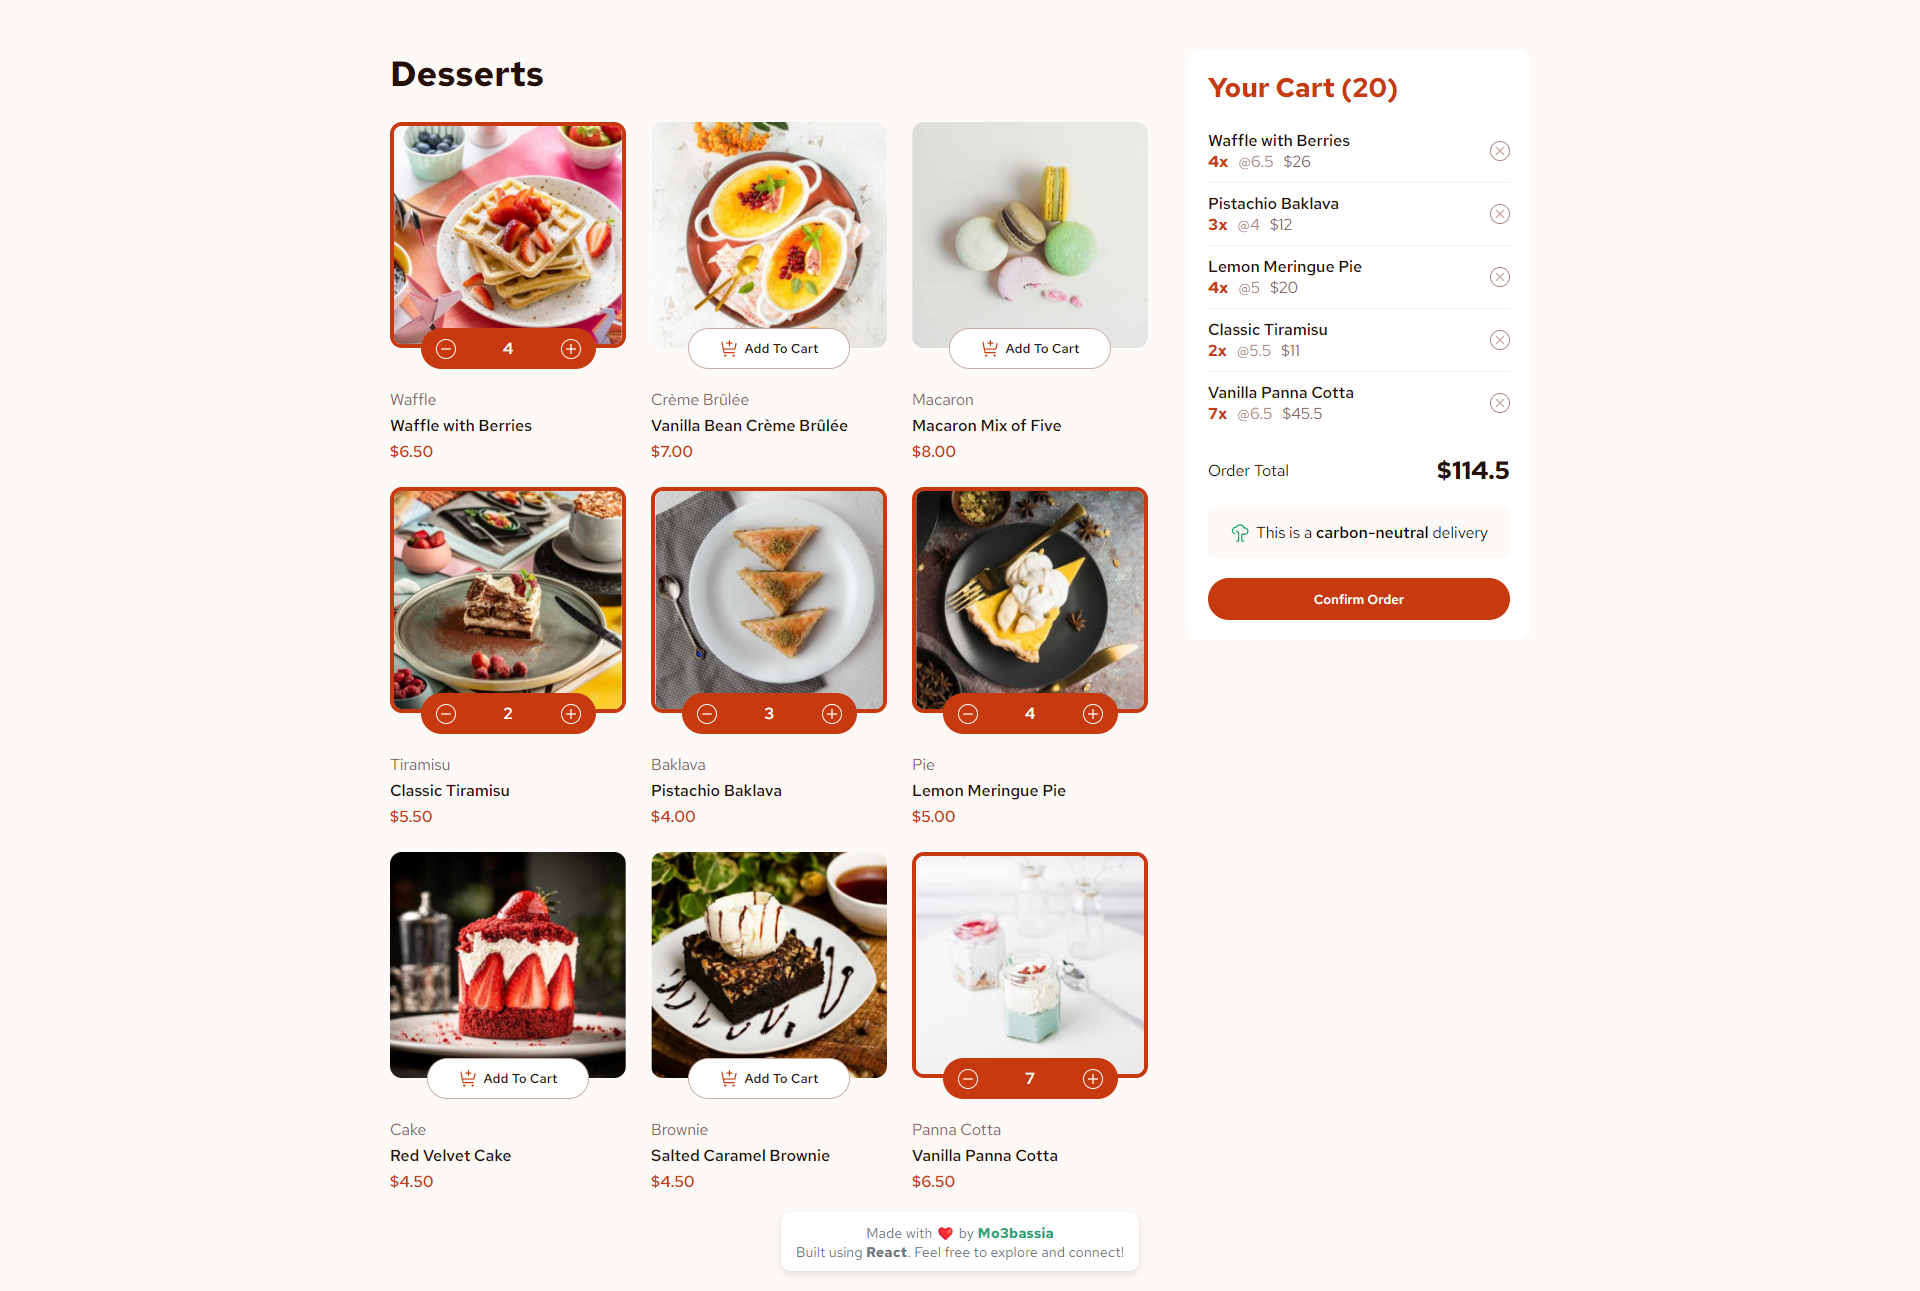 Desserts
4
Add To Cart
Add To Cart
Waffle
Waffle with Berries
$6.50
Crème Brûlée
Vanilla Bean Crème Brûlée
$7.00
Macaron
Macaron Mix of Five
$8.00
2
3
4
Tiramisu
Classic Tiramisu
$5.50
Baklava
Pistachio Baklava
$4.00
Pie
Lemon Meringue Pie
$5.00
Add To Cart
Add To Cart
7
Cake
Red Velvet Cake
$4.50
Brownie
Salted Caramel Brownie
$4.50
Panna Cotta
Vanilla Panna Cotta
$6.50
Your Cart (20)
Waffle with Berries
4x @6.5 $26
Pistachio Baklava
3x @4 $12
Lemon Meringue Pie
4x @5 $20
Classic Tiramisu
2x @5.5 $11
Vanilla Panna Cotta
7x @6.5 $45.5
Order Total $114.5
This is a carbon-neutral delivery
Confirm Order
Made with ❤️ by Mo3bassia
Built using React. Feel free to explore and connect!